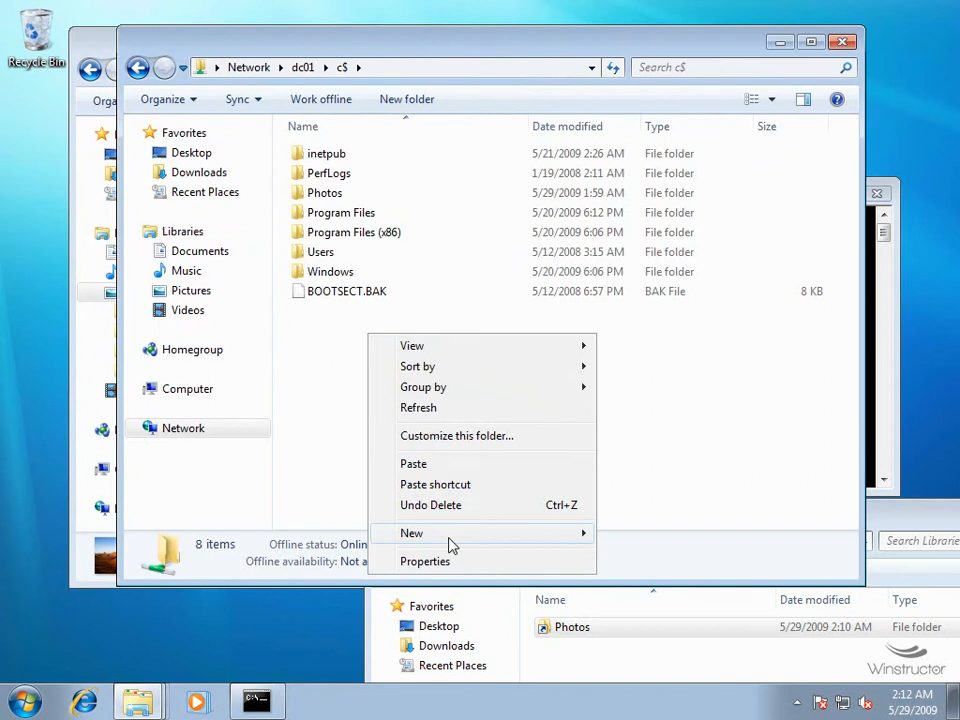 Recycle Bin
Network dc01 c$
Search c$
Orga
Organize Sync Work offline New folder
Name Date modified Type Size
Favorites
Desktop
Downloads
Recent Places
Libraries
Documents
Music
Pictures
Videos
Homegroup
Computer
Network
inetpub 5/21/2009 2:26 AM File folder
PerfLogs 1/19/2008 2:11 AM File folder
Photos 5/29/2009 1:59 AM File folder
Program Files 5/20/2009 6:12 PM File folder
Program Files (x86) 5/20/2009 6:06 PM File folder
Users 5/12/2008 3:15 AM File folder
Windows 5/20/2009 6:06 PM File folder
BOOTSECT.BAK 5/12/2008 6:57 PM BAK File 8 KB
View
Sort by
Group by
Refresh
Customize this folder...
Paste
Paste shortcut
Undo Delete Ctrl+Z
New
Properties
8 items Offline status: Onlin
Offline availability: Not a
Search Librarie
Favorites
Desktop
Downloads
Recent Places
Name Date modified Type
Photos 5/29/2009 2:10 AM File folder
Winstructor
2:12 AM
5/29/2009